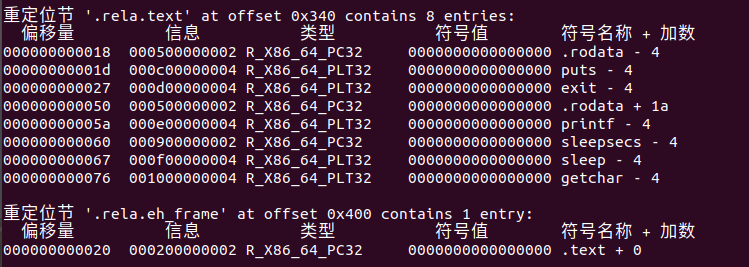 重定位节 '.rela.text' at offset 0x340 contains 8 entries:
偏移量 信息 类型 符号值 符号名称 + 加数
000000000018 000500000002 R_X86_64_PC32 0000000000000000 .rodata - 4
00000000001d 000c00000004 R_X86_64_PLT32 0000000000000000 puts - 4
000000000027 000d00000004 R_X86_64_PLT32 0000000000000000 exit - 4
000000000050 000500000002 R_X86_64_PC32 0000000000000000 .rodata + 1a
00000000005a 000e00000004 R_X86_64_PLT32 0000000000000000 printf - 4
000000000060 000900000002 R_X86_64_PC32 0000000000000000 sleepsecs - 4
000000000067 000f00000004 R_X86_64_PLT32 0000000000000000 sleep - 4
000000000076 001000000004 R_X86_64_PLT32 0000000000000000 getchar - 4
重定位节 '.rela.eh_frame' at offset 0x400 contains 1 entry:
偏移量 信息 类型 符号值 符号名称 + 加数
000000000020 000200000002 R_X86_64_PC32 0000000000000000 .text + 0